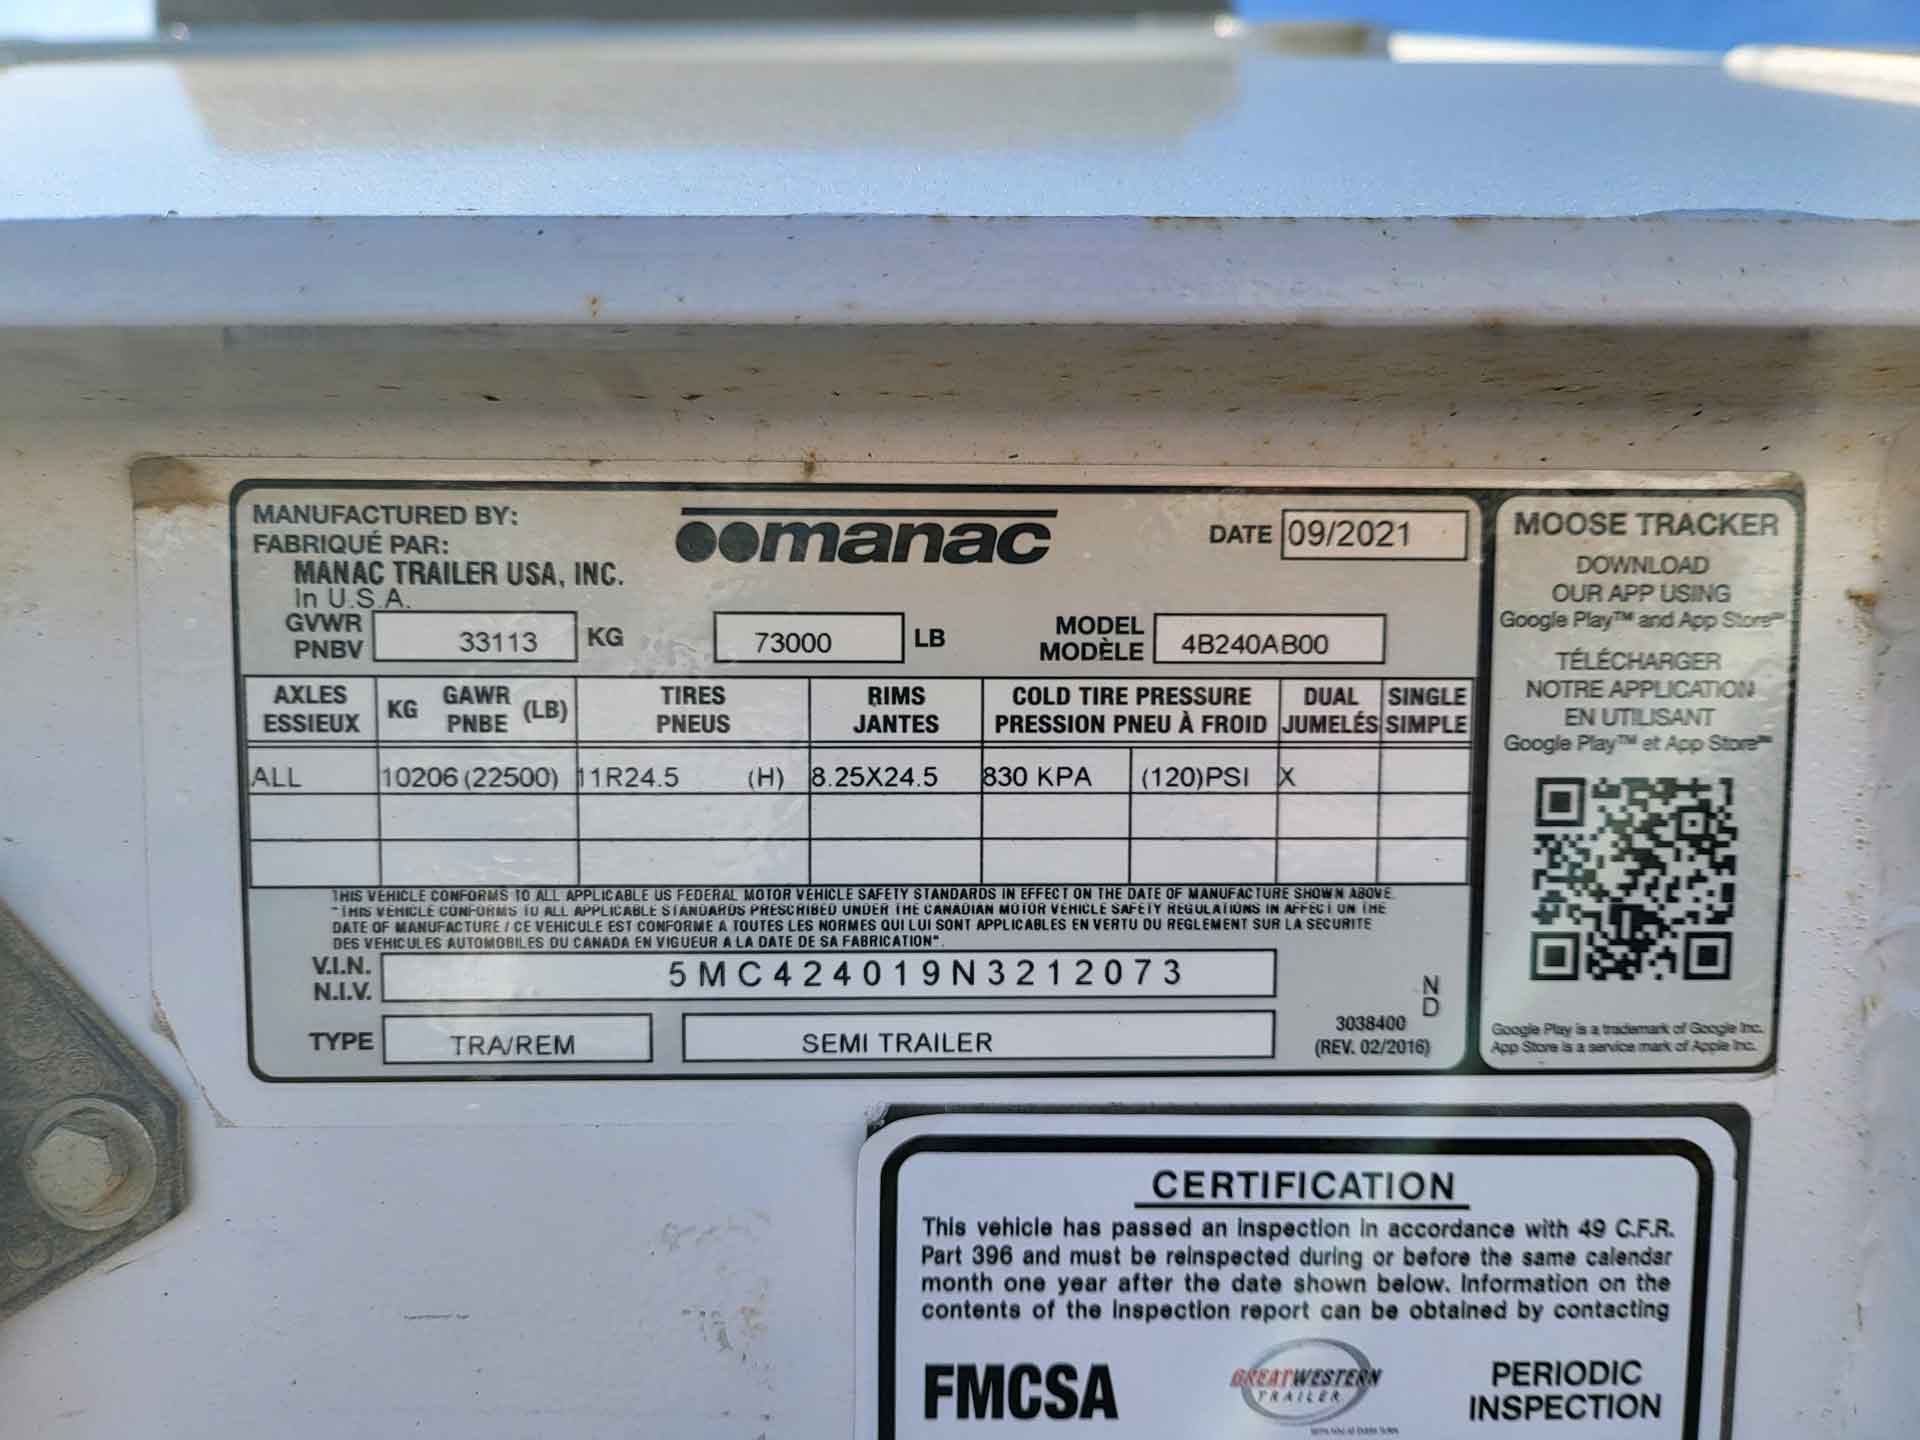 MANUFACTURED BY:
FABRIQUÉ PAR:
MANAC TRAILER USA, INC.
In U.S.A.
manac
DATE 09/2021
GVWR
PNBV
33113 KG 73000 LB
MODEL
MODÈLE
4B240AB00
AXLES
ESSIEUX
KG GAWR (LB)
PNBE
TIRES
PNEUS
RIMS
JANTES
COLD TIRE PRESSURE
PRESSION PNEU À FROID
DUAL
JUMELÉS
SINGLE
SIMPLE
ALL 10206 (22500) 11R24.5 (H) 8.25X24.5 830 KPA (120)PSI X
THIS VEHICLE CONFORMS TO ALL APPLICABLE US FEDERAL MOTOR VEHICLE SAFETY STANDARDS IN EFFECT ON THE DATE OF MANUFACTURE SHOWN ABOVE.
"THIS VEHICLE CONFORMS TO ALL APPLICABLE STANDARDS PRESCRIBED UNDER THE CANADIAN MOTOR VEHICLE SAFETY REGULATIONS IN AFFECT ON THE
DATE OF MANUFACTURE / CE VEHICULE EST CONFORME A TOUTES LES NORMES QUI LUI SONT APPLICABLES EN VERTU DU REGLEMENT SUR LA SECURITE
DES VEHICULES AUTOMOBILES DU CANADA EN VIGUEUR A LA DATE DE SA FABRICATION".
V.I.N.
N.I.V.
5MC424019N3212073
TYPE TRA/REM SEMI TRAILER
N
D
3038400
(REV. 02/2016)
MOOSE TRACKER
DOWNLOAD
OUR APP USING
Google Play™ and App Store℠
TÉLÉCHARGER
NOTRE APPLICATION
EN UTILISANT
Google Play™ et App Store℠
Google Play is a trademark of Google Inc.
App Store is a service mark of Apple Inc.
CERTIFICATION
This vehicle has passed an inspection in accordance with 49 C.F.R.
Part 396 and must be reinspected during or before the same calendar
month one year after the date shown below. Information on the
contents of the inspection report can be obtained by contacting
FMCSA
GREAT WESTERN
TRAILER
PERIODIC
INSPECTION